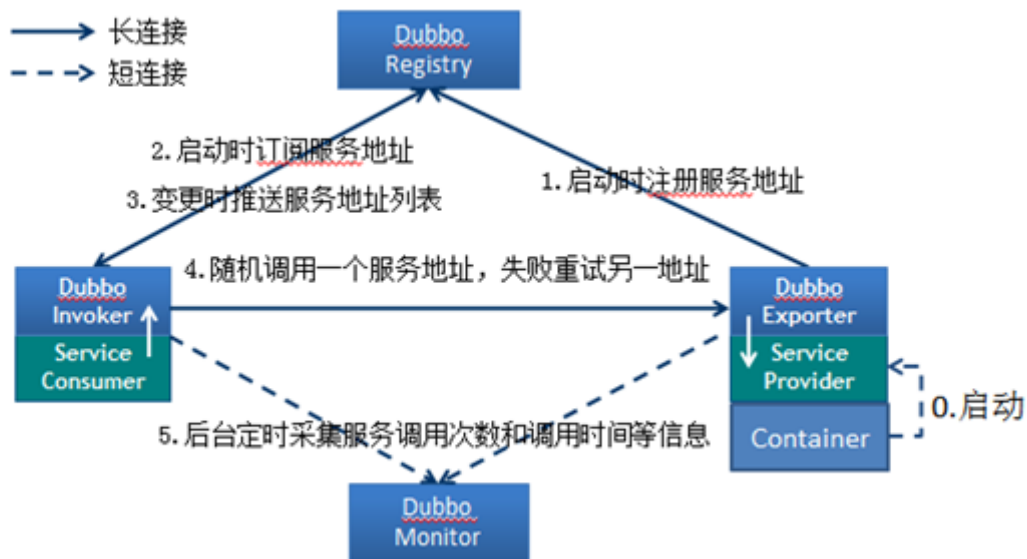 长连接
短连接
Dubbo
Registry
2.启动时订阅服务地址
3.变更时推送服务地址列表
1.启动时注册服务地址
4.随机调用一个服务地址，失败重试另一地址
Dubbo
Invoker
Service
Consumer
Dubbo
Exporter
Service
Provider
Container
0.启动
5.后台定时采集服务调用次数和调用时间等信息
Dubbo
Monitor